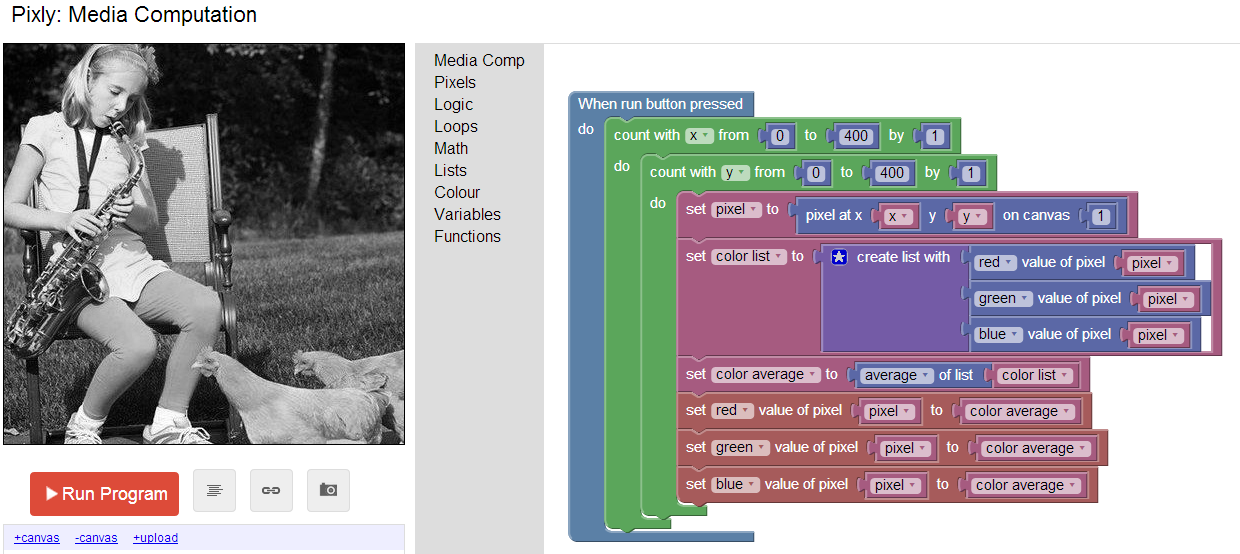 Pixly: Media Computation
Media Comp
Pixels
Logic
Loops
Math
Lists
Colour
Variables
Functions
When run button pressed
do count with x from 0 to 400 by 1
do count with y from 0 to 400 by 1
do set pixel to pixel at x x y y on canvas 1
set color list to create list with red value of pixel pixel
green value of pixel pixel
blue value of pixel pixel
set color average to average of list color list
set red value of pixel pixel to color average
set green value of pixel pixel to color average
set blue value of pixel pixel to color average
Run Program
+canvas -canvas +upload